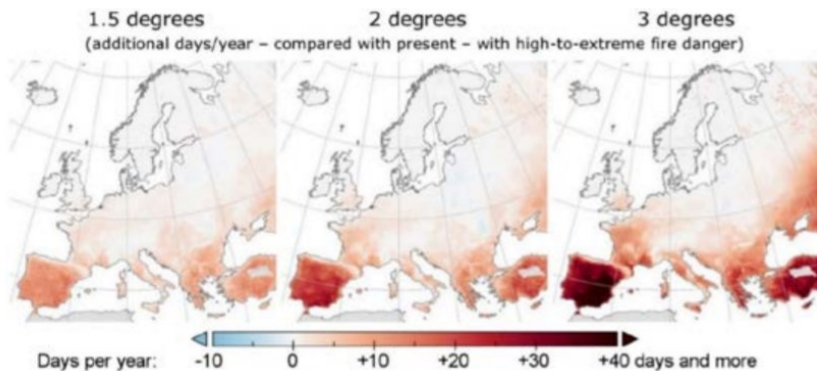 1.5 degrees 2 degrees 3 degrees
(additional days/year – compared with present – with high-to-extreme fire danger)
Days per year: -10 0 +10 +20 +30 +40 days and more